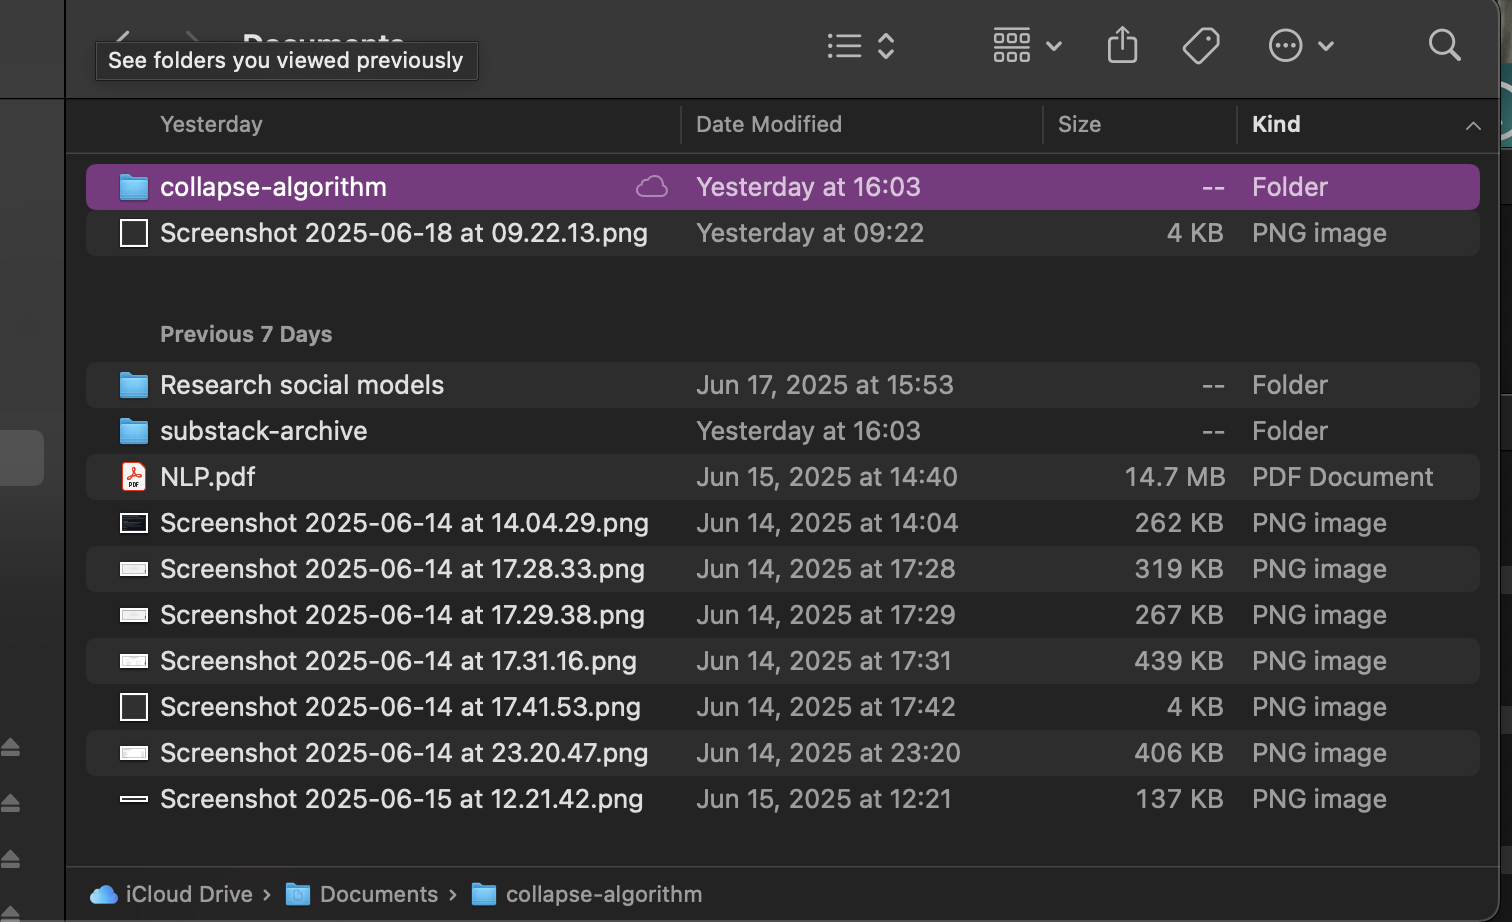 Documents
See folders you viewed previously
Yesterday Date Modified Size Kind
collapse-algorithm Yesterday at 16:03 -- Folder
Screenshot 2025-06-18 at 09.22.13.png Yesterday at 09:22 4 KB PNG image
Previous 7 Days
Research social models Jun 17, 2025 at 15:53 -- Folder
substack-archive Yesterday at 16:03 -- Folder
PDF NLP.pdf Jun 15, 2025 at 14:40 14.7 MB PDF Document
Screenshot 2025-06-14 at 14.04.29.png Jun 14, 2025 at 14:04 262 KB PNG image
Screenshot 2025-06-14 at 17.28.33.png Jun 14, 2025 at 17:28 319 KB PNG image
Screenshot 2025-06-14 at 17.29.38.png Jun 14, 2025 at 17:29 267 KB PNG image
Screenshot 2025-06-14 at 17.31.16.png Jun 14, 2025 at 17:31 439 KB PNG image
Screenshot 2025-06-14 at 17.41.53.png Jun 14, 2025 at 17:42 4 KB PNG image
Screenshot 2025-06-14 at 23.20.47.png Jun 14, 2025 at 23:20 406 KB PNG image
Screenshot 2025-06-15 at 12.21.42.png Jun 15, 2025 at 12:21 137 KB PNG image
iCloud Drive › Documents › collapse-algorithm